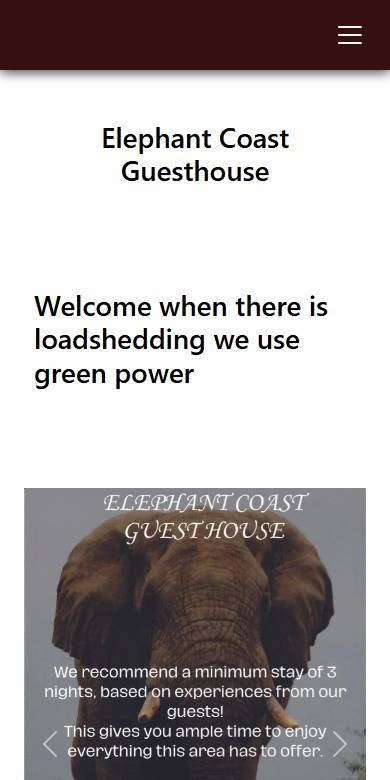 Elephant Coast
Guesthouse
Welcome when there is
loadshedding we use
green power
ELEPHANT COAST
GUEST HOUSE
We recommend a minimum stay of 3
nights, based on experiences from our
guests!
This gives you ample time to enjoy
everything this area has to offer.